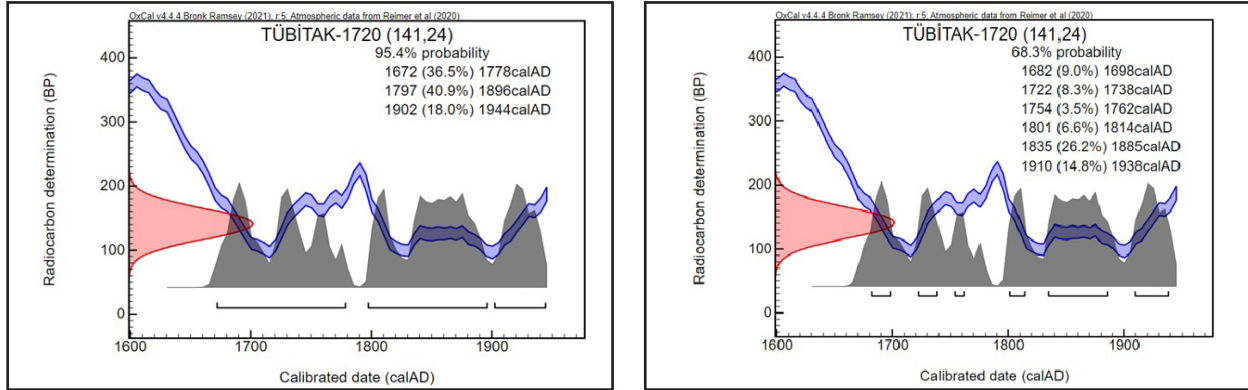 OxCal v4.4.4 Bronk Ramsey (2021); r:5; Atmospheric data from Reimer et al (2020)
TÜBİTAK-1720 (141,24)
95.4% probability
1672 (36.5%) 1778calAD
1797 (40.9%) 1896calAD
1902 (18.0%) 1944calAD
Radiocarbon determination (BP)
400
300
200
100
0
1600
1700
1800
1900
Calibrated date (calAD)
OxCal v4.4.4 Bronk Ramsey (2021); r:5; Atmospheric data from Reimer et al (2020)
TÜBİTAK-1720 (141,24)
68.3% probability
1682 (9.0%) 1698calAD
1722 (8.3%) 1738calAD
1754 (3.5%) 1762calAD
1801 (6.6%) 1814calAD
1835 (26.2%) 1885calAD
1910 (14.8%) 1938calAD
Radiocarbon determination (BP)
400
300
200
100
0
1600
1700
1800
1900
Calibrated date (calAD)